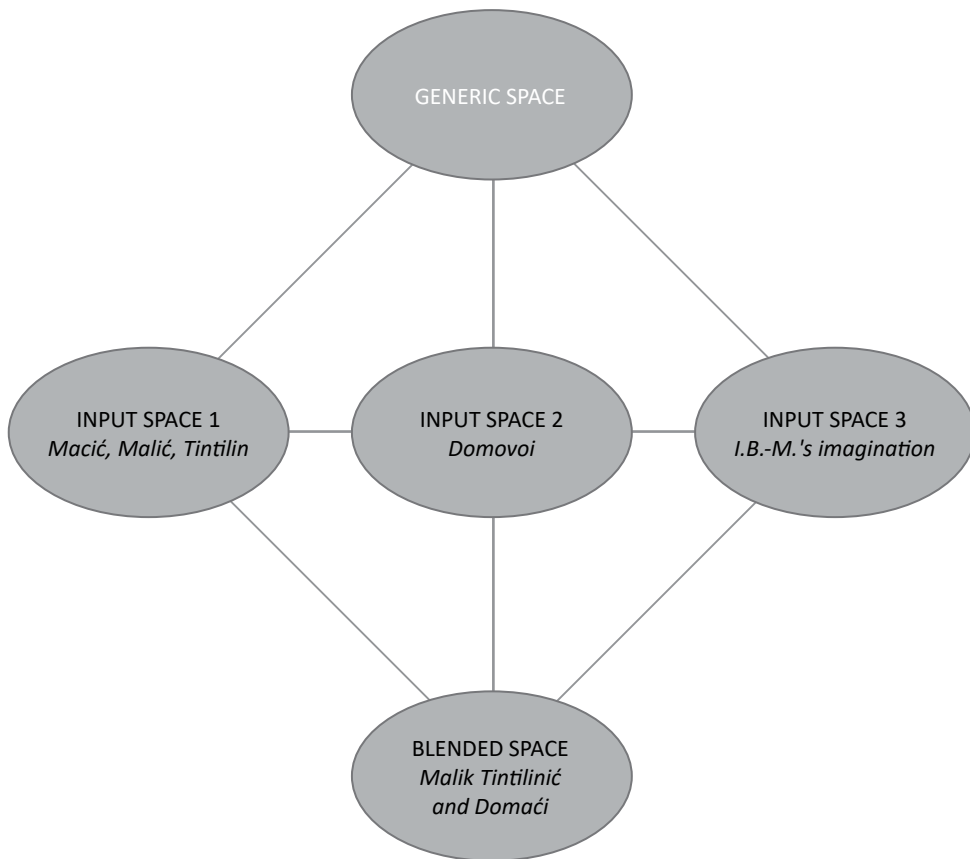 GENERIC SPACE
INPUT SPACE 1
Macić, Malić, Tintilin
INPUT SPACE 2
Domovoi
INPUT SPACE 3
I.B.-M.'s imagination
BLENDED SPACE
Malik Tintilinić
and Domaći